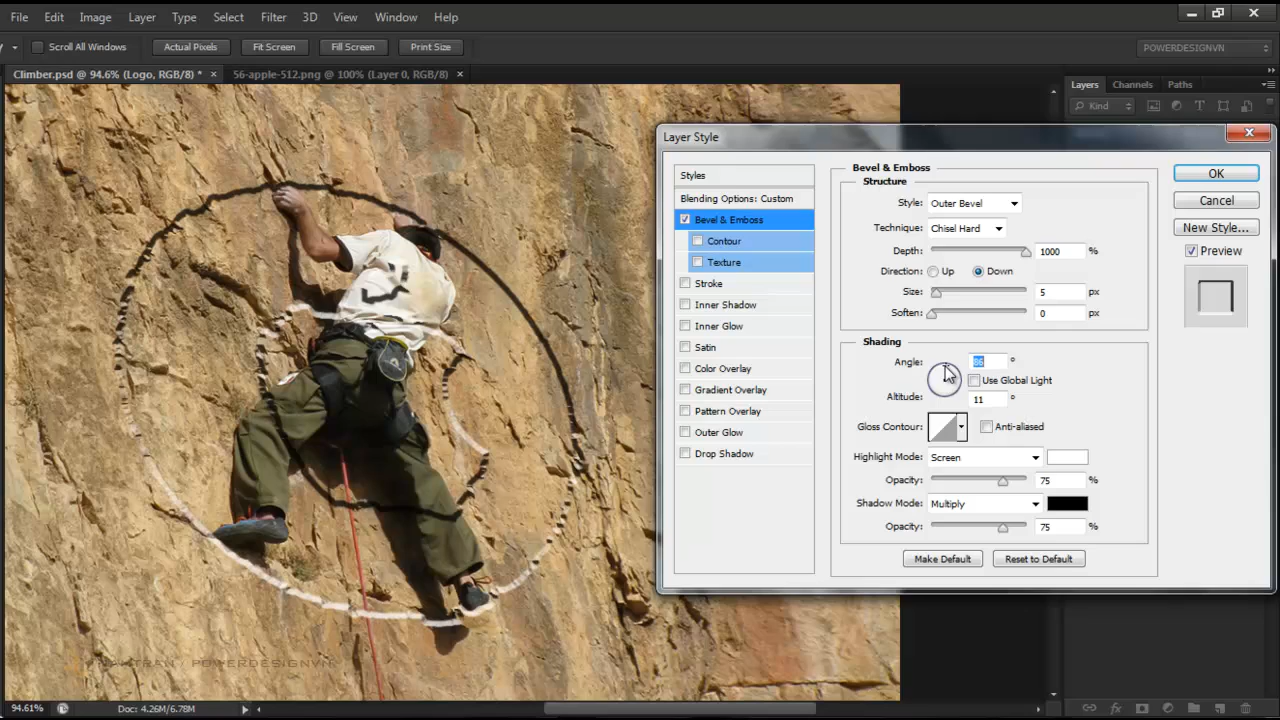 File Edit Image Layer Type Select Filter 3D View Window Help
Scroll All Windows Actual Pixels Fit Screen Fill Screen Print Size POWERDESIGNVN
Climber.psd @ 94.6% (Logo, RGB/8) * × 56-apple-512.png @ 100% (Layer 0, RGB/8) ×
Layers Channels Paths
Kind
Layer Style
Styles
Blending Options: Custom
Bevel & Emboss
Contour
Texture
Stroke
Inner Shadow
Inner Glow
Satin
Color Overlay
Gradient Overlay
Pattern Overlay
Outer Glow
Drop Shadow
Bevel & Emboss
Structure
Style: Outer Bevel
Technique: Chisel Hard
Depth: 1000 %
Direction: Up Down
Size: 5 px
Soften: 0 px
Shading
Angle: 86 °
Use Global Light
Altitude: 11 °
Gloss Contour: Anti-aliased
Highlight Mode: Screen
Opacity: 75 %
Shadow Mode: Multiply
Opacity: 75 %
Make Default Reset to Default
OK
Cancel
New Style...
Preview
/ POWERDESIGNVN
94.61% Doc: 4.26M/6.78M